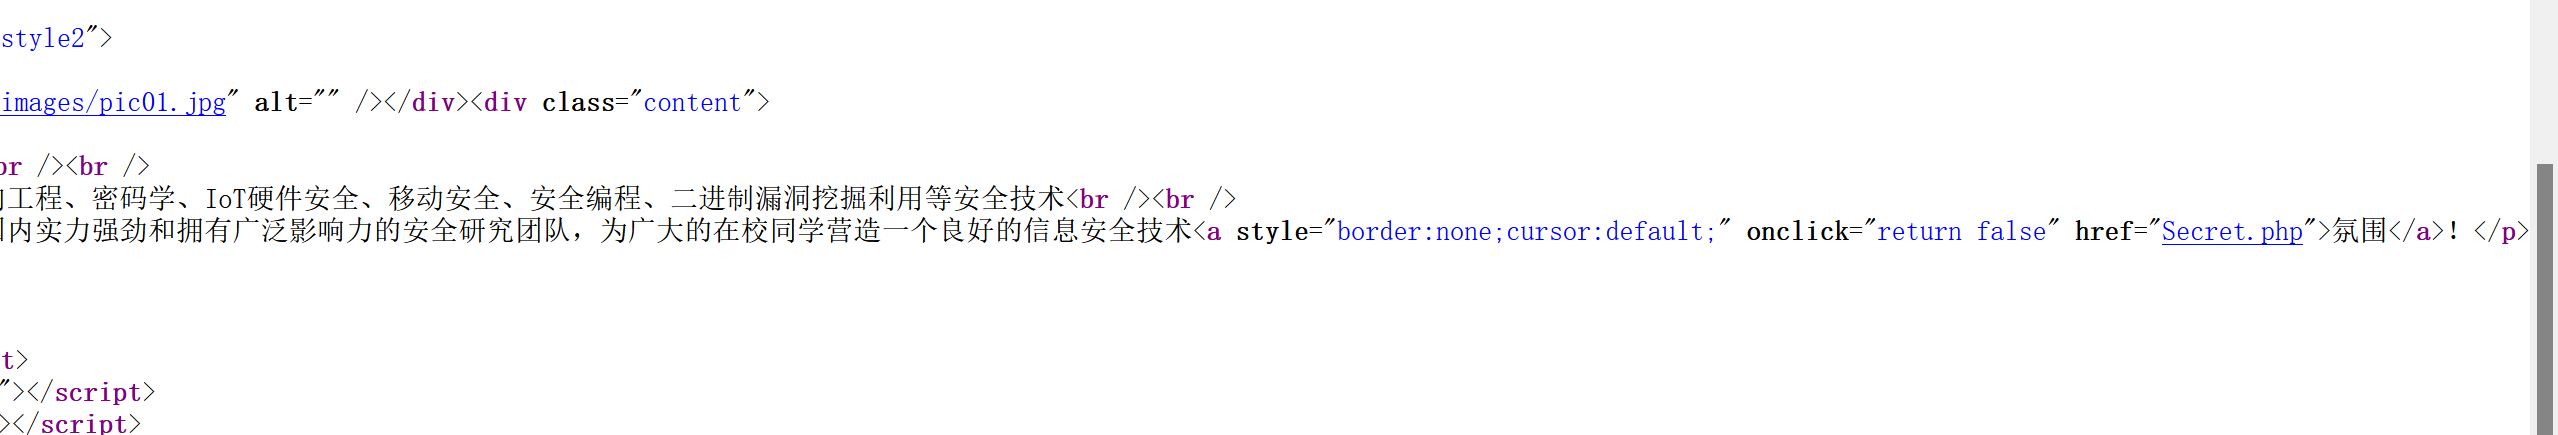 style2">
images/pic01.jpg" alt="" /></div><div class="content">
br /><br />
工程、密码学、IoT硬件安全、移动安全、安全编程、二进制漏洞挖掘利用等安全技术<br /><br />
内实力强劲和拥有广泛影响力的安全研究团队，为广大的在校同学营造一个良好的信息安全技术<a style="border:none;cursor:default;" onclick="return false" href="Secret.php">氛围</a>！</p>
t>
"></script>
></script>